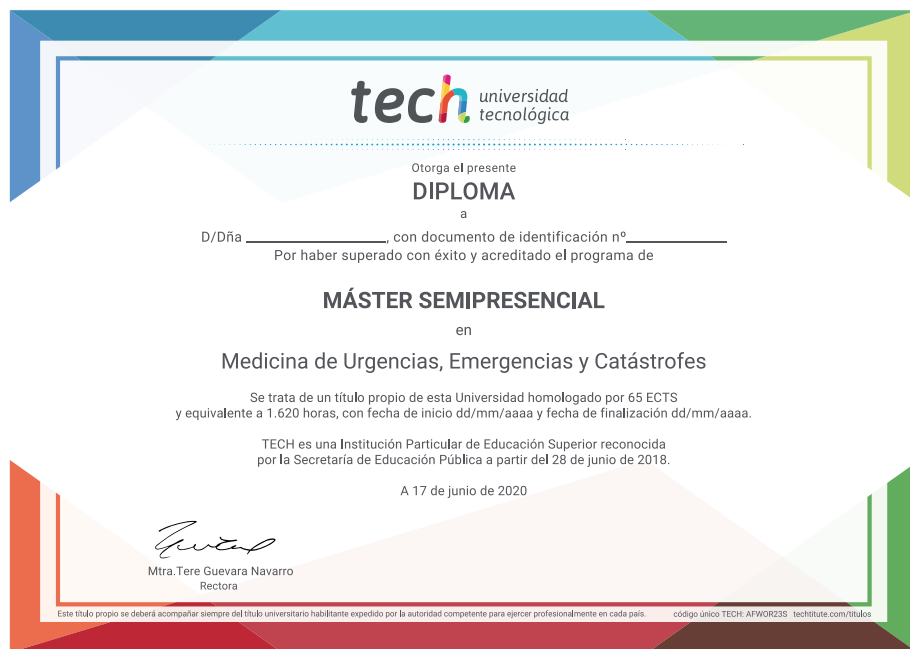 tech universidad
tecnológica
Otorga el presente
DIPLOMA
a
D/Dña ________________, con documento de identificación nº____________
Por haber superado con éxito y acreditado el programa de
MÁSTER SEMIPRESENCIAL
en
Medicina de Urgencias, Emergencias y Catástrofes
Se trata de un título propio de esta Universidad homologado por 65 ECTS
y equivalente a 1.620 horas, con fecha de inicio dd/mm/aaaa y fecha de finalización dd/mm/aaaa.
TECH es una Institución Particular de Educación Superior reconocida
por la Secretaría de Educación Pública a partir del 28 de junio de 2018.
A 17 de junio de 2020
Mtra.Tere Guevara Navarro
Rectora
Este título propio se deberá acompañar siempre del título universitario habilitante expedido por la autoridad competente para ejercer profesionalmente en cada país. código único TECH: AFWOR23S techtitute.com/titulos